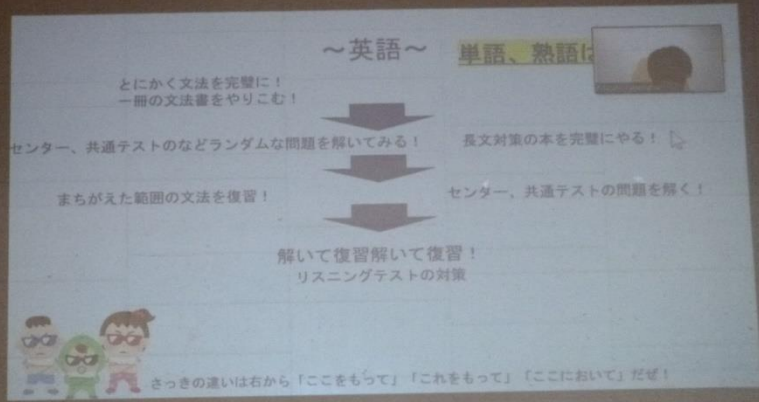 ～英語～
単語、熟語は
とにかく文法を完璧に！
一冊の文法書をやりこむ！
センター、共通テストのなどランダムな問題を解いてみる！
長文対策の本を完璧にやる！
まちがえた範囲の文法を復習！
センター、共通テストの問題を解く！
解いて復習解いて復習！
リスニングテストの対策
さっきの違いは右から「ここをもって」「これをもって」「ここにおいて」だぜ！